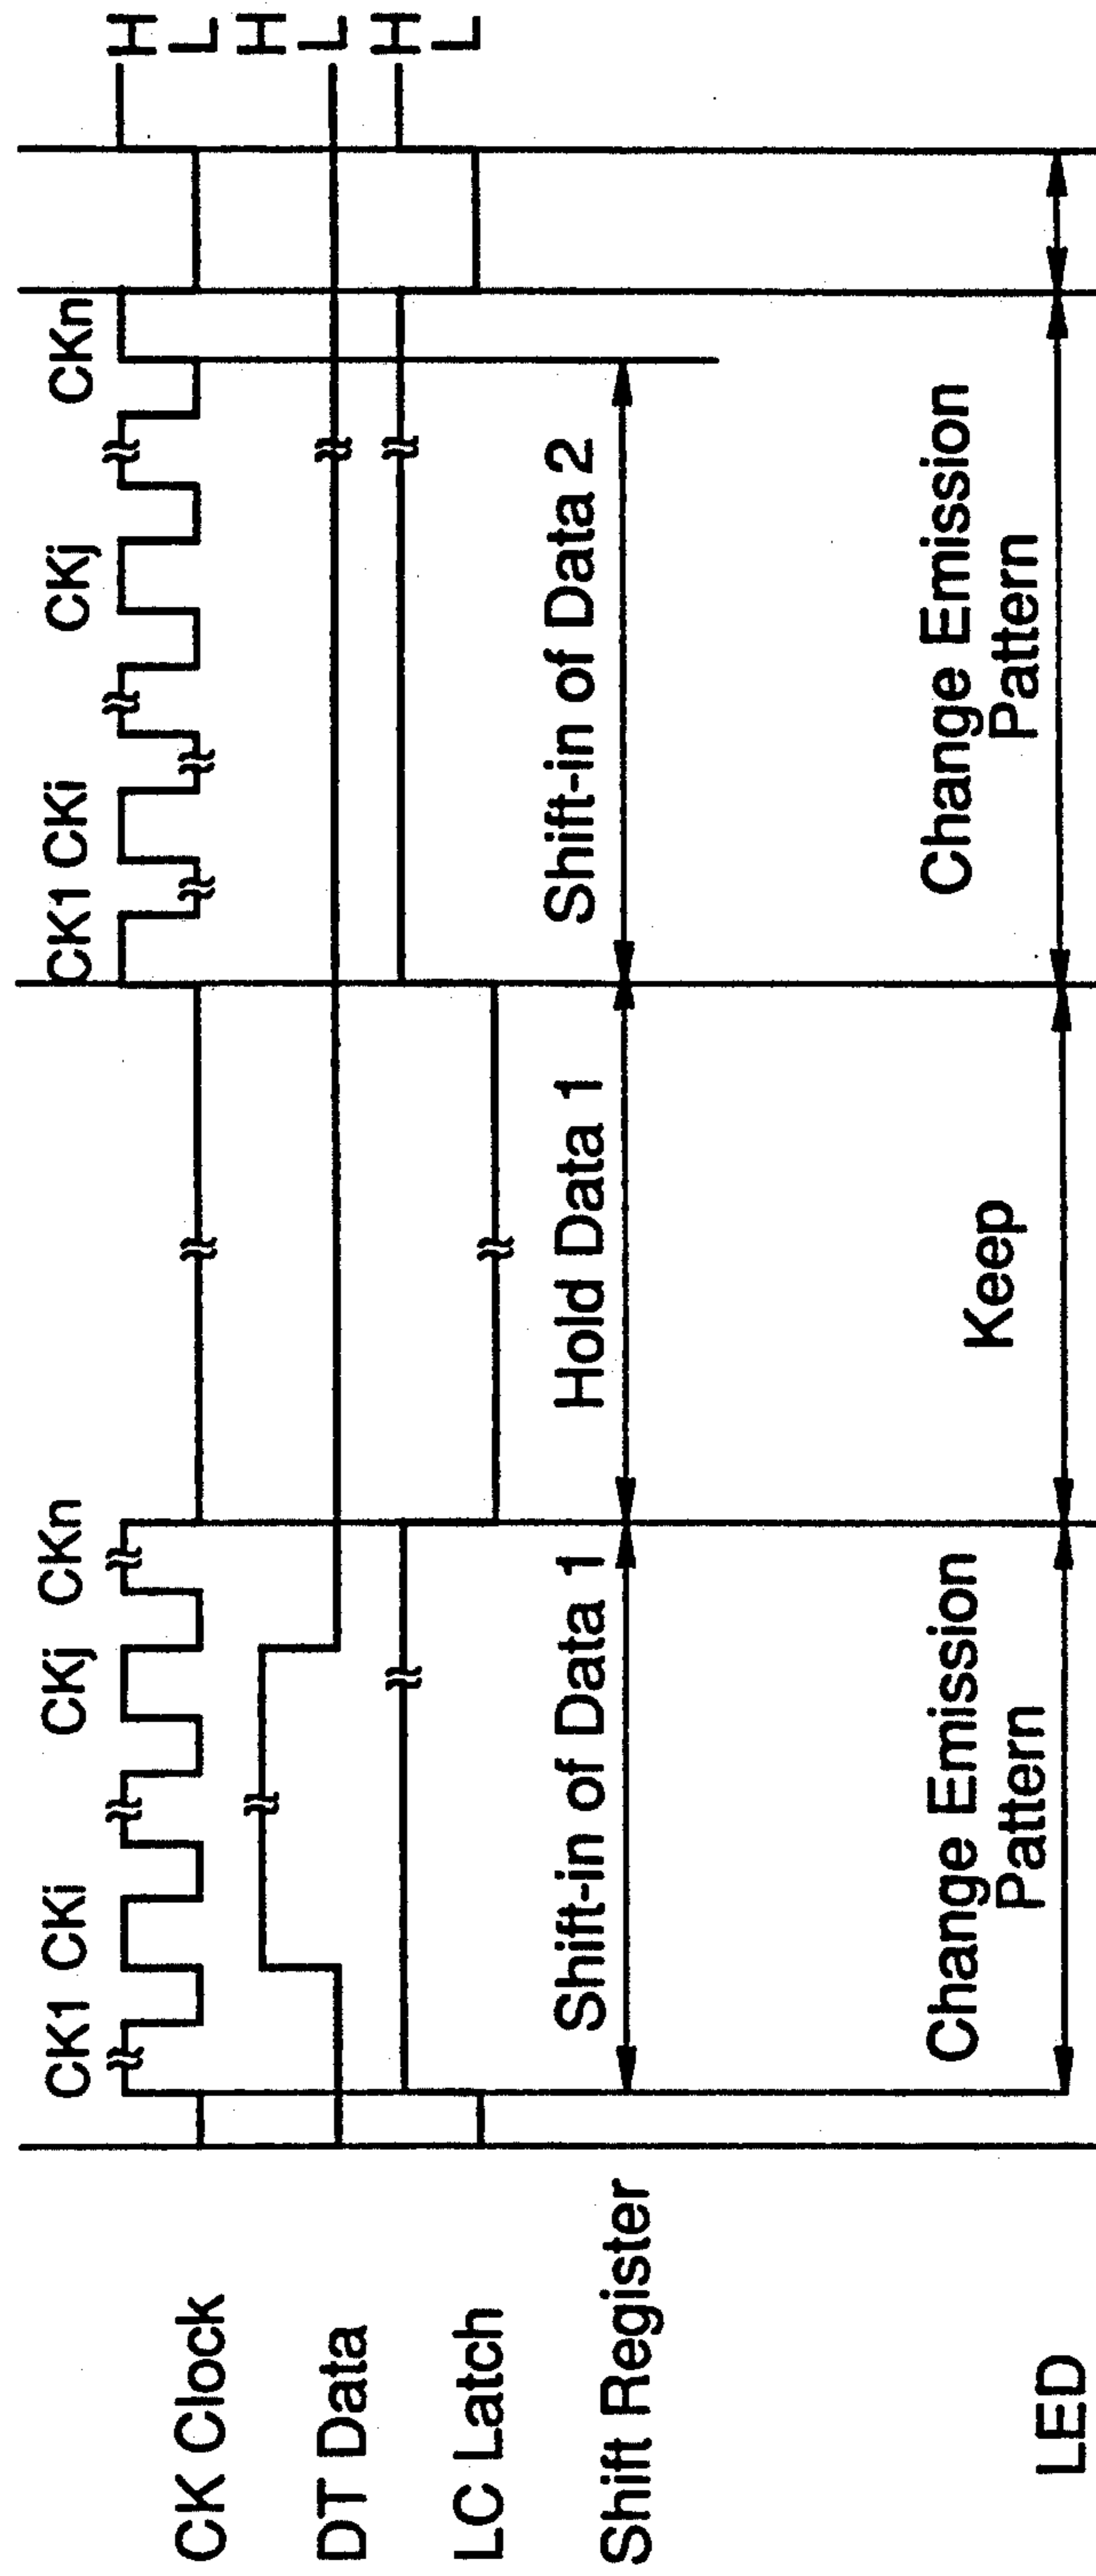 CK Clock
CK1 CKi CKj CKn CK1 CKi CKj CKn
H
L
DT Data
H
L
LC Latch
H
L
Shift Register
Shift-in of Data 1
Hold Data 1
Shift-in of Data 2
LED
Change Emission
Pattern
Keep
Change Emission
Pattern